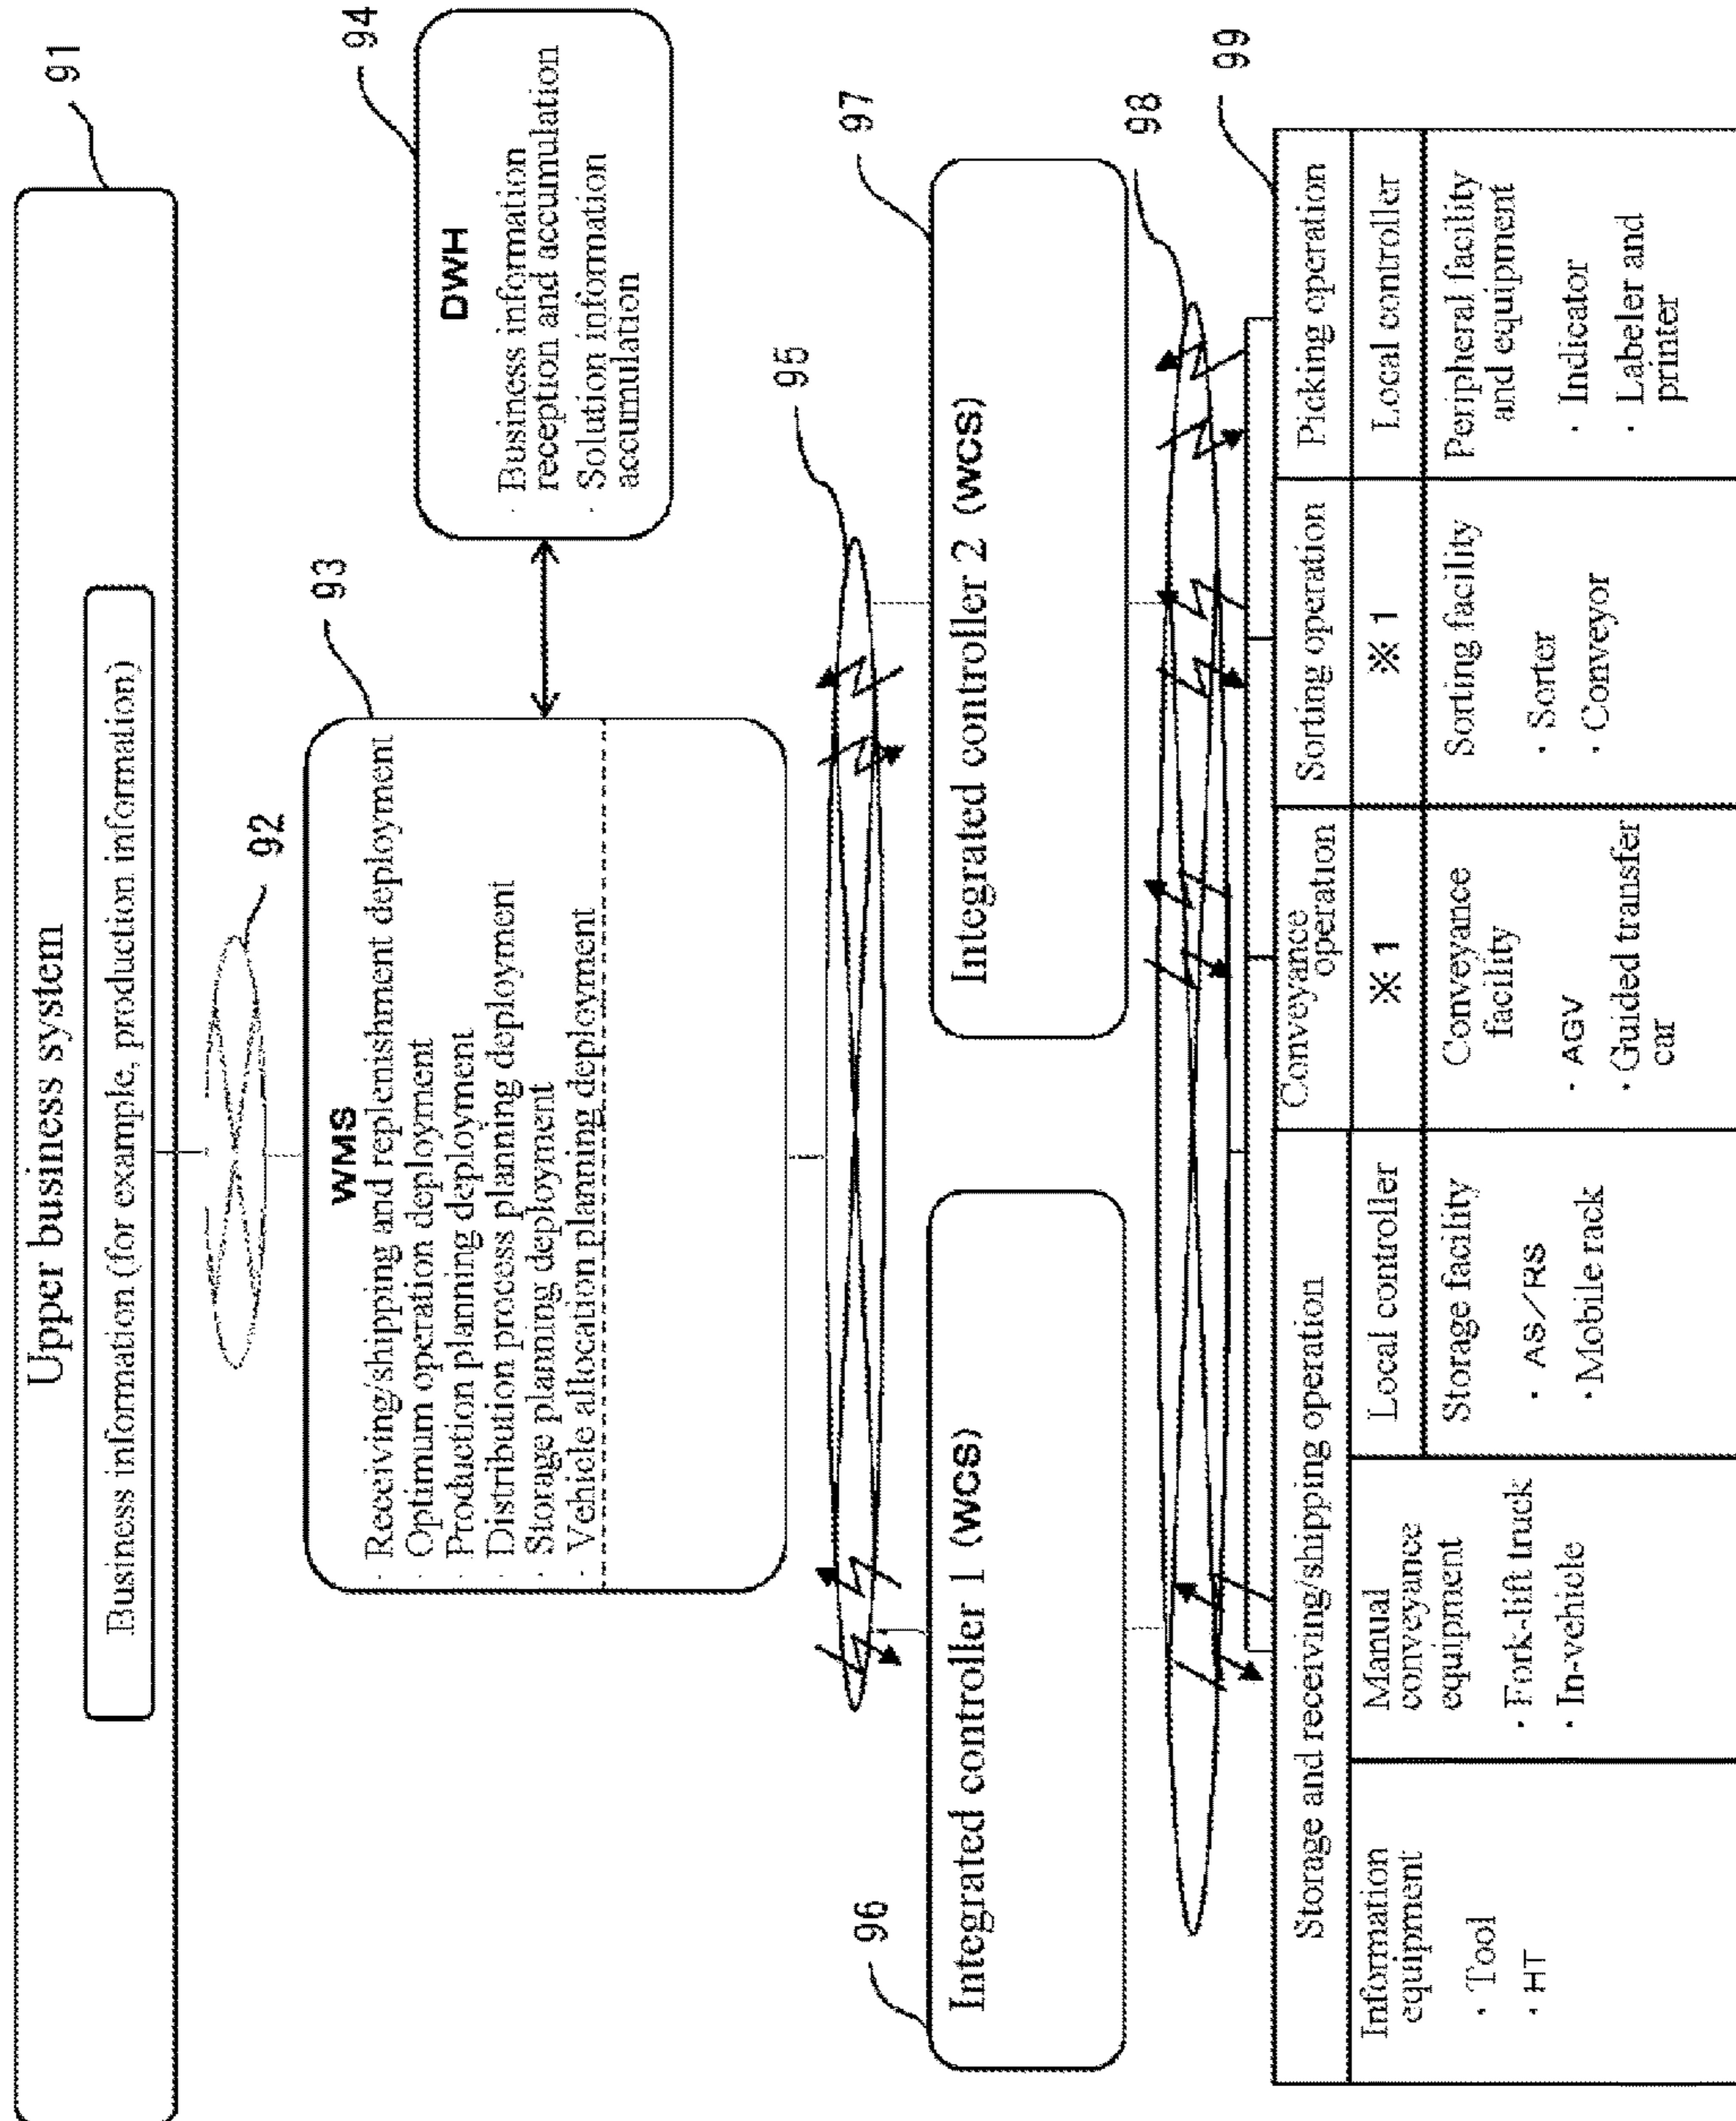 Upper business system
91
Business information (for example, production information)
92
93
WMS
· Receiving/shipping and replenishment deployment
· Optimum operation deployment
· Production planning deployment
· Distribution process planning deployment
· Storage planning deployment
· Vehicle allocation planning deployment
94
DWH
· Business information
reception and accumulation
· Solution information
accumulation
95
96
Integrated controller 1 (WCS)
97
Integrated controller 2 (WCS)
98
99
Storage and receiving/shipping operation
Information
equipment
· Tool
· HT
Manual
conveyance
equipment
· Fork-lift truck
· In-vehicle
Local controller
Storage facility
· AS/RS
· Mobile rack
Conveyance
operation
※1
Conveyance
facility
· AGV
· Guided transfer
car
Sorting operation
※1
Sorting facility
· Sorter
· Conveyor
Picking operation
Local controller
Peripheral facility
and equipment
· Indicator
· Labeler and
printer